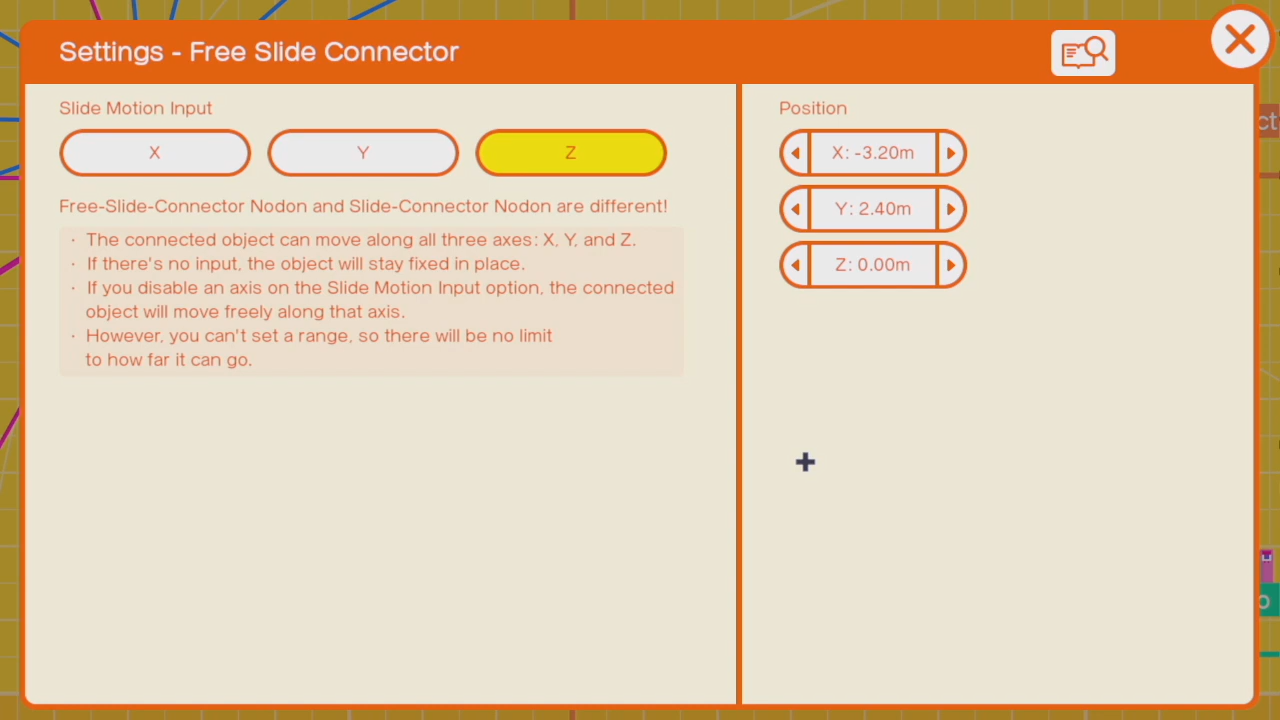 Settings - Free Slide Connector
Slide Motion Input
X
Y
Z
Free-Slide-Connector Nodon and Slide-Connector Nodon are different!
· The connected object can move along all three axes: X, Y, and Z.
· If there's no input, the object will stay fixed in place.
· If you disable an axis on the Slide Motion Input option, the connected
object will move freely along that axis.
· However, you can't set a range, so there will be no limit
to how far it can go.
Position
X: -3.20m
Y: 2.40m
Z: 0.00m